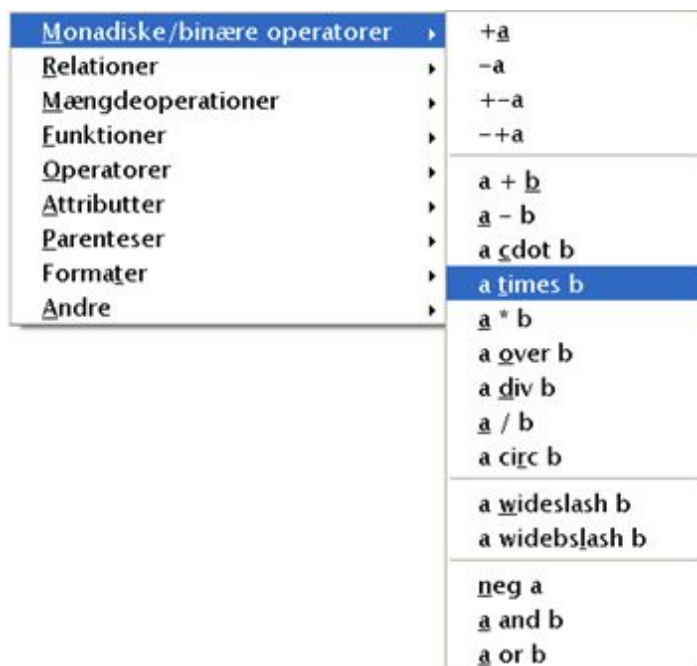 Monadiske/binære operatorer
Relationer
Mængdeoperationer
Funktioner
Operatorer
Attributter
Parenteser
Formater
Andre
+a
-a
+-a
-+a
a + b
a - b
a cdot b
a times b
a * b
a over b
a div b
a / b
a circ b
a wideslash b
a widebslash b
neg a
a and b
a or b